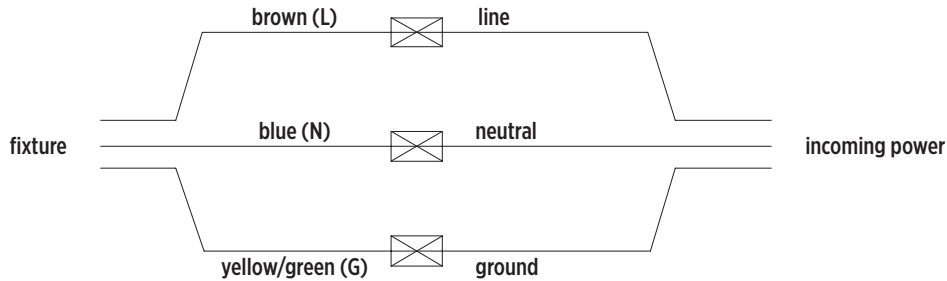 brown (L)
line
fixture
blue (N)
neutral
incoming power
yellow/green (G)
ground